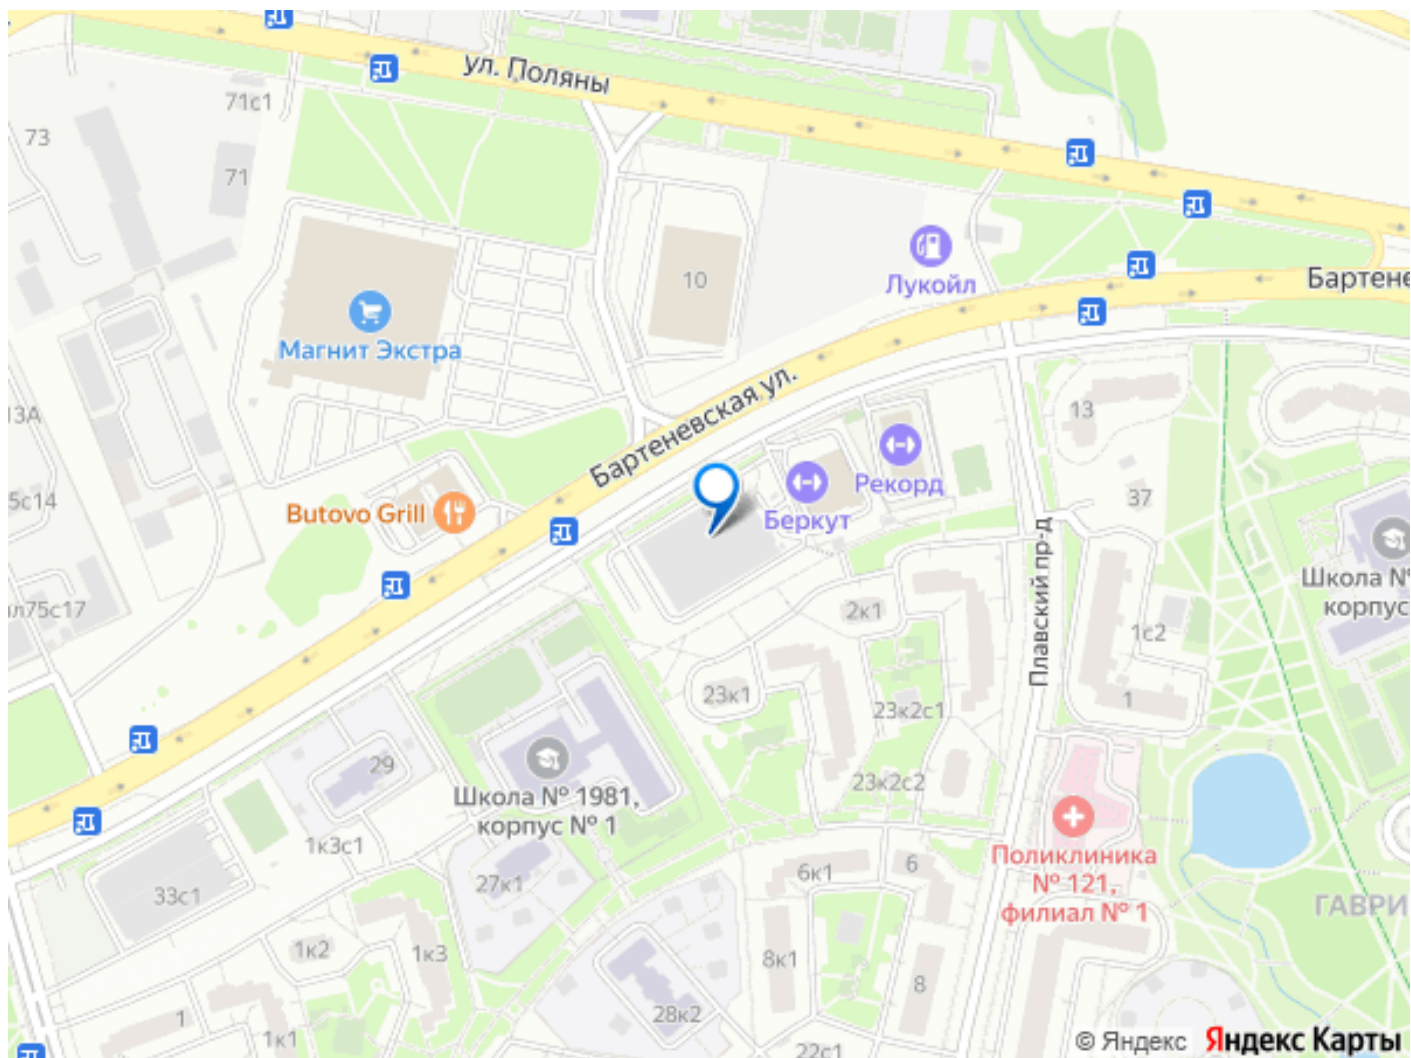 ул. Поляны
71с1
73
71
10
Лукойл
Бартене
Магнит Экстра
Бартеневская ул.
13А
13
Рекорд
Беркут
37
5с14
Butovo Grill
Школа №
корпус
Плавский пр-д
л75с17
2к1
1с2
23к1
23к2с1
1
29
23к2с2
Школа № 1981,
корпус № 1
1к3с1
Поликлиника
№ 121,
филиал № 1
6к1
6
27к1
33с1
ГАВРИ
1к2
1к3
8к1
8
28к2
1
1к1
22с1
© Яндекс Яндекс Карты